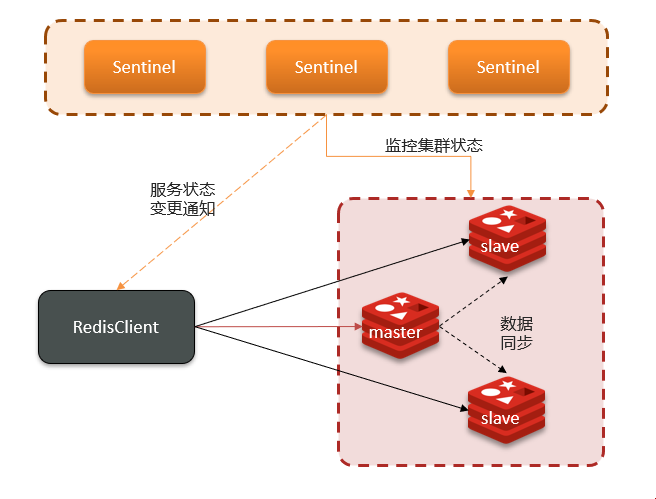 Sentinel
Sentinel
Sentinel
监控集群状态
服务状态
变更通知
slave
RedisClient
master
数据
同步
slave